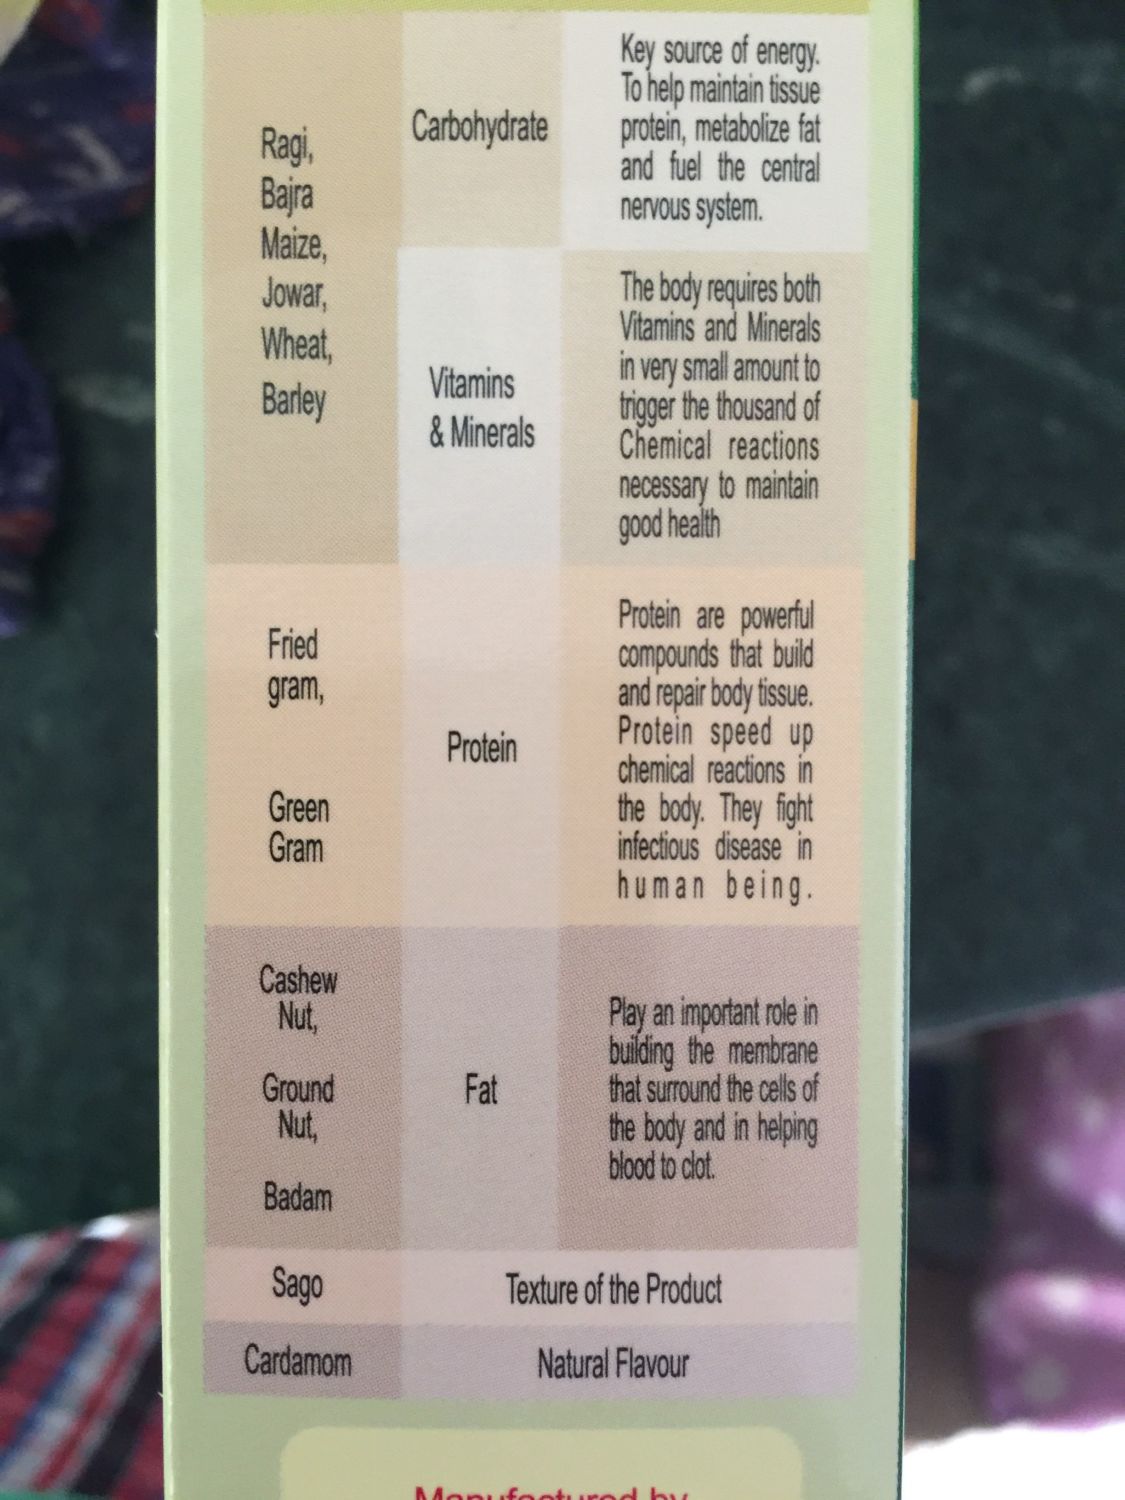 Ragi,
Bajra
Maize,
Jowar,
Wheat,
Barley
Carbohydrate
Key source of energy.
To help maintain tissue
protein, metabolize fat
and fuel the central
nervous system.
Vitamins
& Minerals
The body requires both
Vitamins and Minerals
in very small amount to
trigger the thousand of
Chemical reactions
necessary to maintain
good health
Fried
gram,
Green
Gram
Protein
Protein are powerful
compounds that build
and repair body tissue.
Protein speed up
chemical reactions in
the body. They fight
infectious disease in
human being.
Cashew
Nut,
Ground
Nut,
Badam
Fat
Play an important role in
building the membrane
that surround the cells of
the body and in helping
blood to clot.
Sago
Texture of the Product
Cardamom
Natural Flavour
Manufactured by